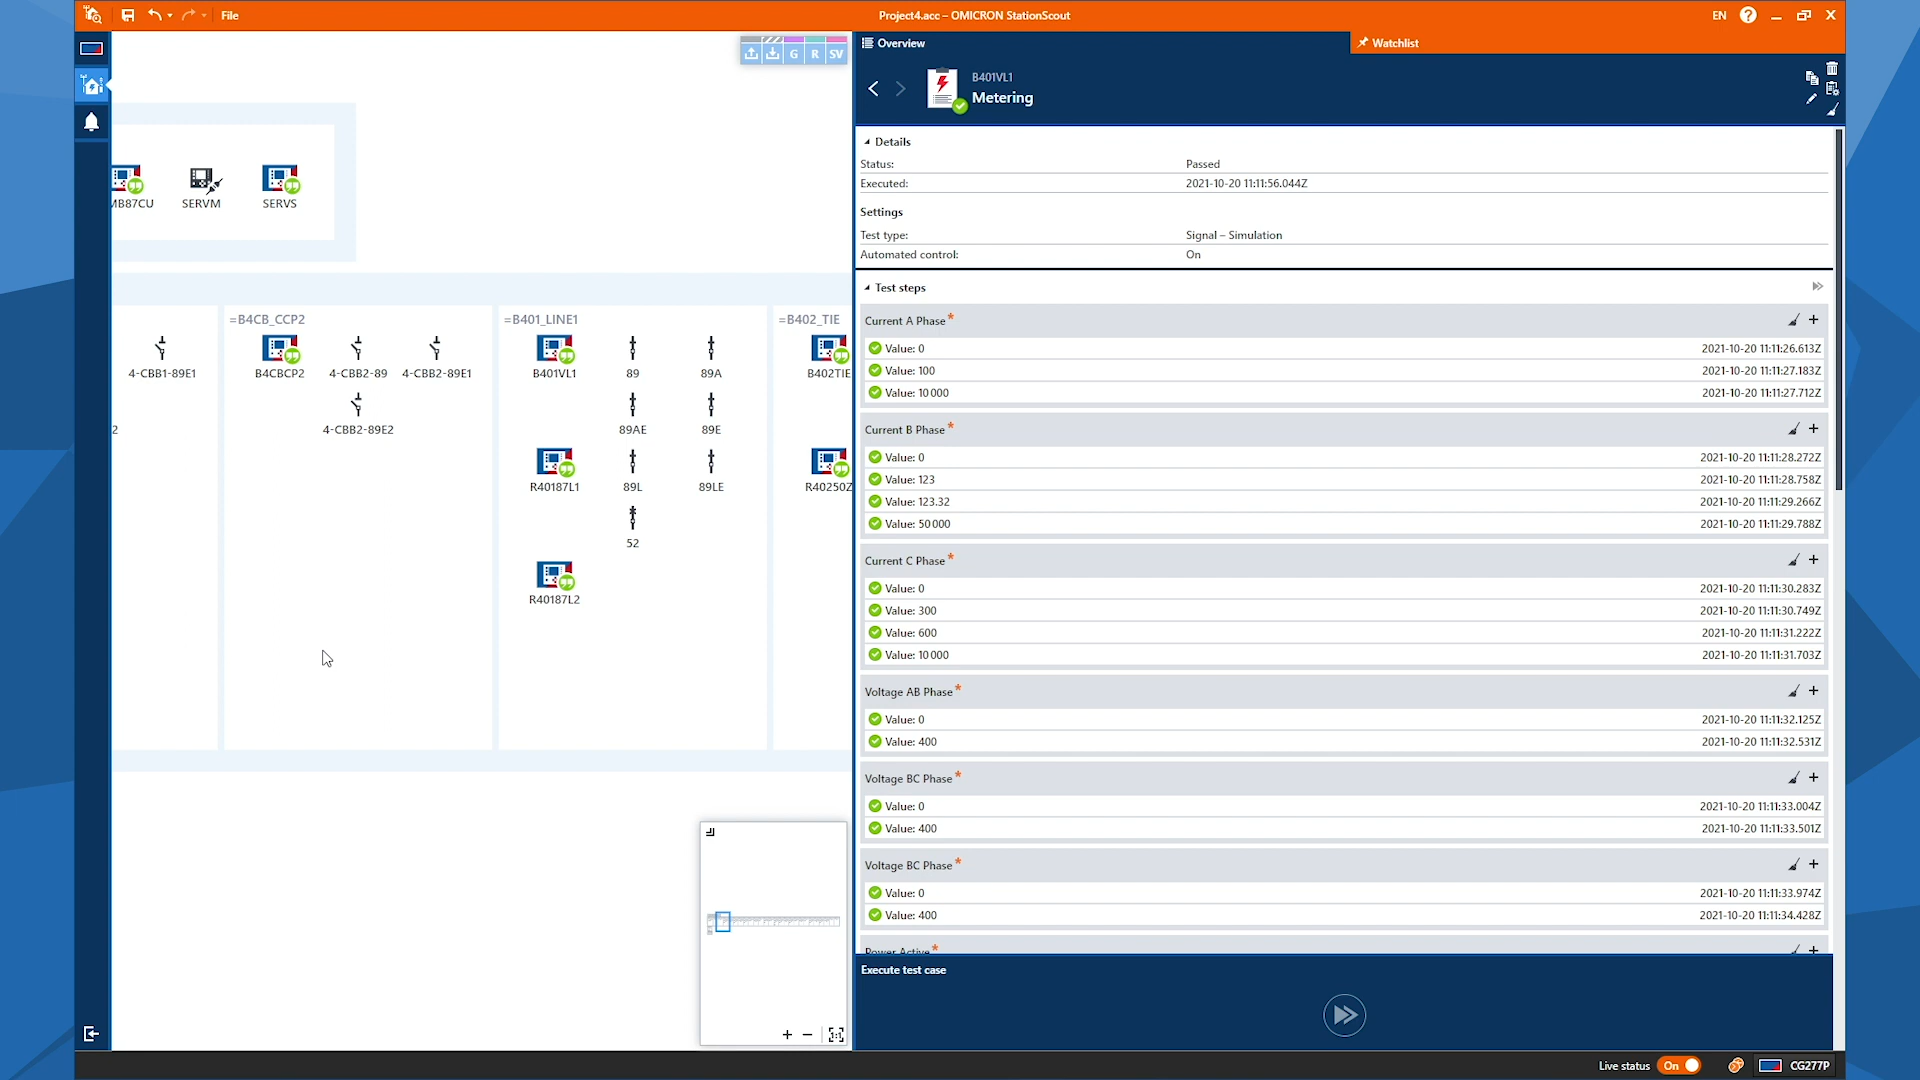 File
Project4.acc – OMICRON StationScout
EN
G R SV
Overview
Watchlist
B401VL1
Metering
Details
Status: Passed
Executed: 2021-10-20 11:11:56.044Z
Settings
Test type: Signal – Simulation
Automated control: On
Test steps
Current A Phase*
Value: 0 2021-10-20 11:11:26.613Z
Value: 100 2021-10-20 11:11:27.183Z
Value: 10 000 2021-10-20 11:11:27.712Z
Current B Phase*
Value: 0 2021-10-20 11:11:28.272Z
Value: 123 2021-10-20 11:11:28.758Z
Value: 123.32 2021-10-20 11:11:29.266Z
Value: 50 000 2021-10-20 11:11:29.788Z
Current C Phase*
Value: 0 2021-10-20 11:11:30.283Z
Value: 300 2021-10-20 11:11:30.749Z
Value: 600 2021-10-20 11:11:31.222Z
Value: 10 000 2021-10-20 11:11:31.703Z
Voltage AB Phase*
Value: 0 2021-10-20 11:11:32.125Z
Value: 400 2021-10-20 11:11:32.531Z
Voltage BC Phase*
Value: 0 2021-10-20 11:11:33.004Z
Value: 400 2021-10-20 11:11:33.501Z
Voltage BC Phase*
Value: 0 2021-10-20 11:11:33.974Z
Value: 400 2021-10-20 11:11:34.428Z
Power Active*
Execute test case
MB87CU SERVM SERVS
=B4CB_CCP2 =B401_LINE1 =B402_TIE
4-CBB1-89E1 B4CBCP2 4-CBB2-89 4-CBB2-89E1 B401VL1 89 89A B402TIE
2 4-CBB2-89E2 89AE 89E
R40187L1 89L 89LE R40250Z
52
R40187L2
1:1
Live status On CG277P